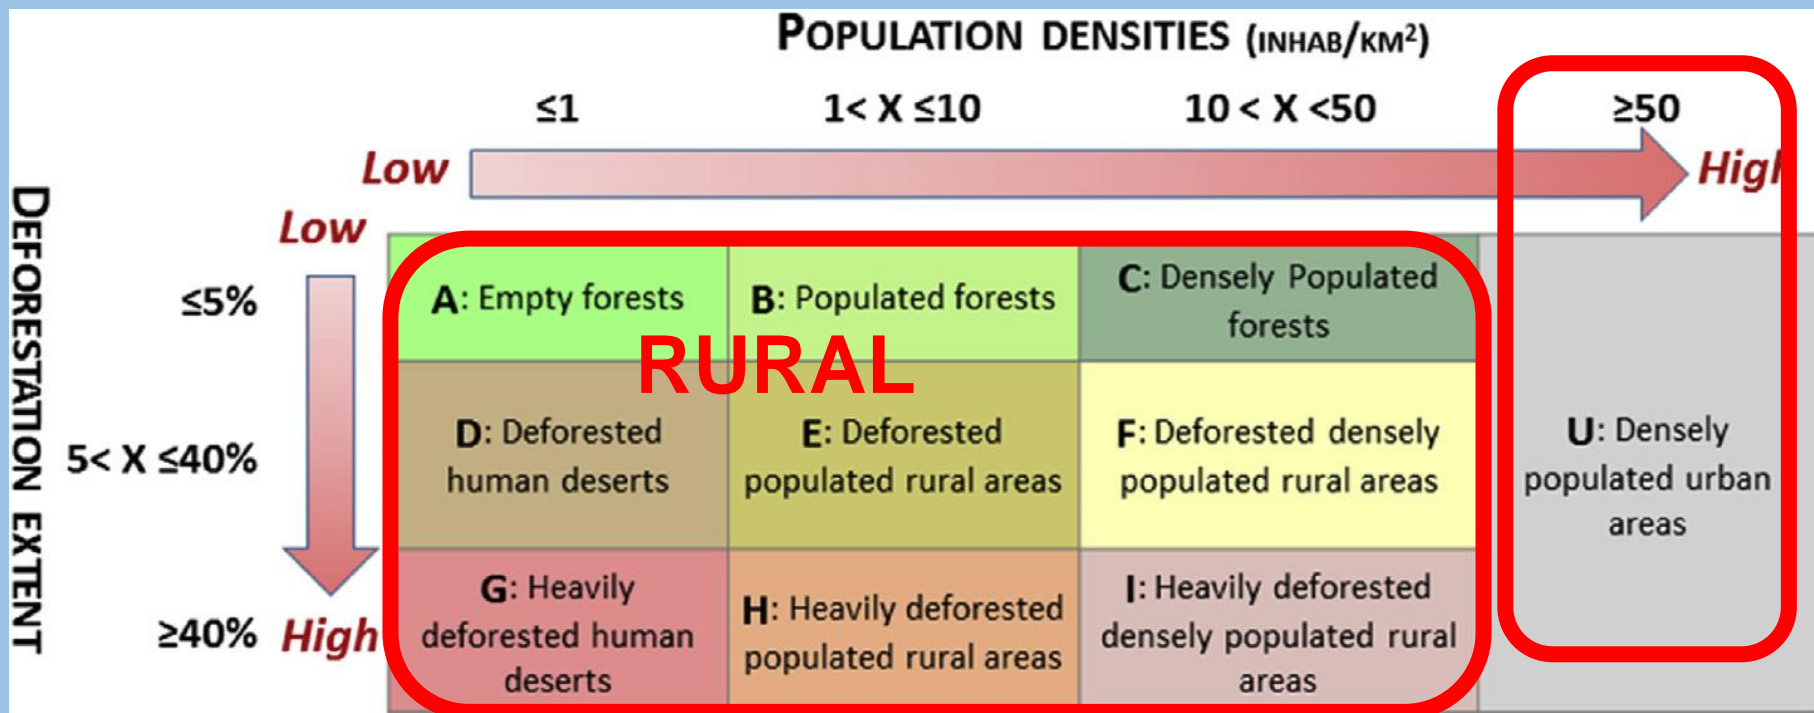 POPULATION DENSITIES (INHAB/KM²)
≤1 1< X ≤10 10 < X <50 ≥50
Low High
DEFORESTATION EXTENT
Low
≤5%
5< X ≤40%
≥40% High
A: Empty forests
B: Populated forests
C: Densely Populated
forests
RURAL
D: Deforested
human deserts
E: Deforested
populated rural areas
F: Deforested densely
populated rural areas
U: Densely
populated urban
areas
G: Heavily
deforested human
deserts
H: Heavily deforested
populated rural areas
I: Heavily deforested
densely populated rural
areas